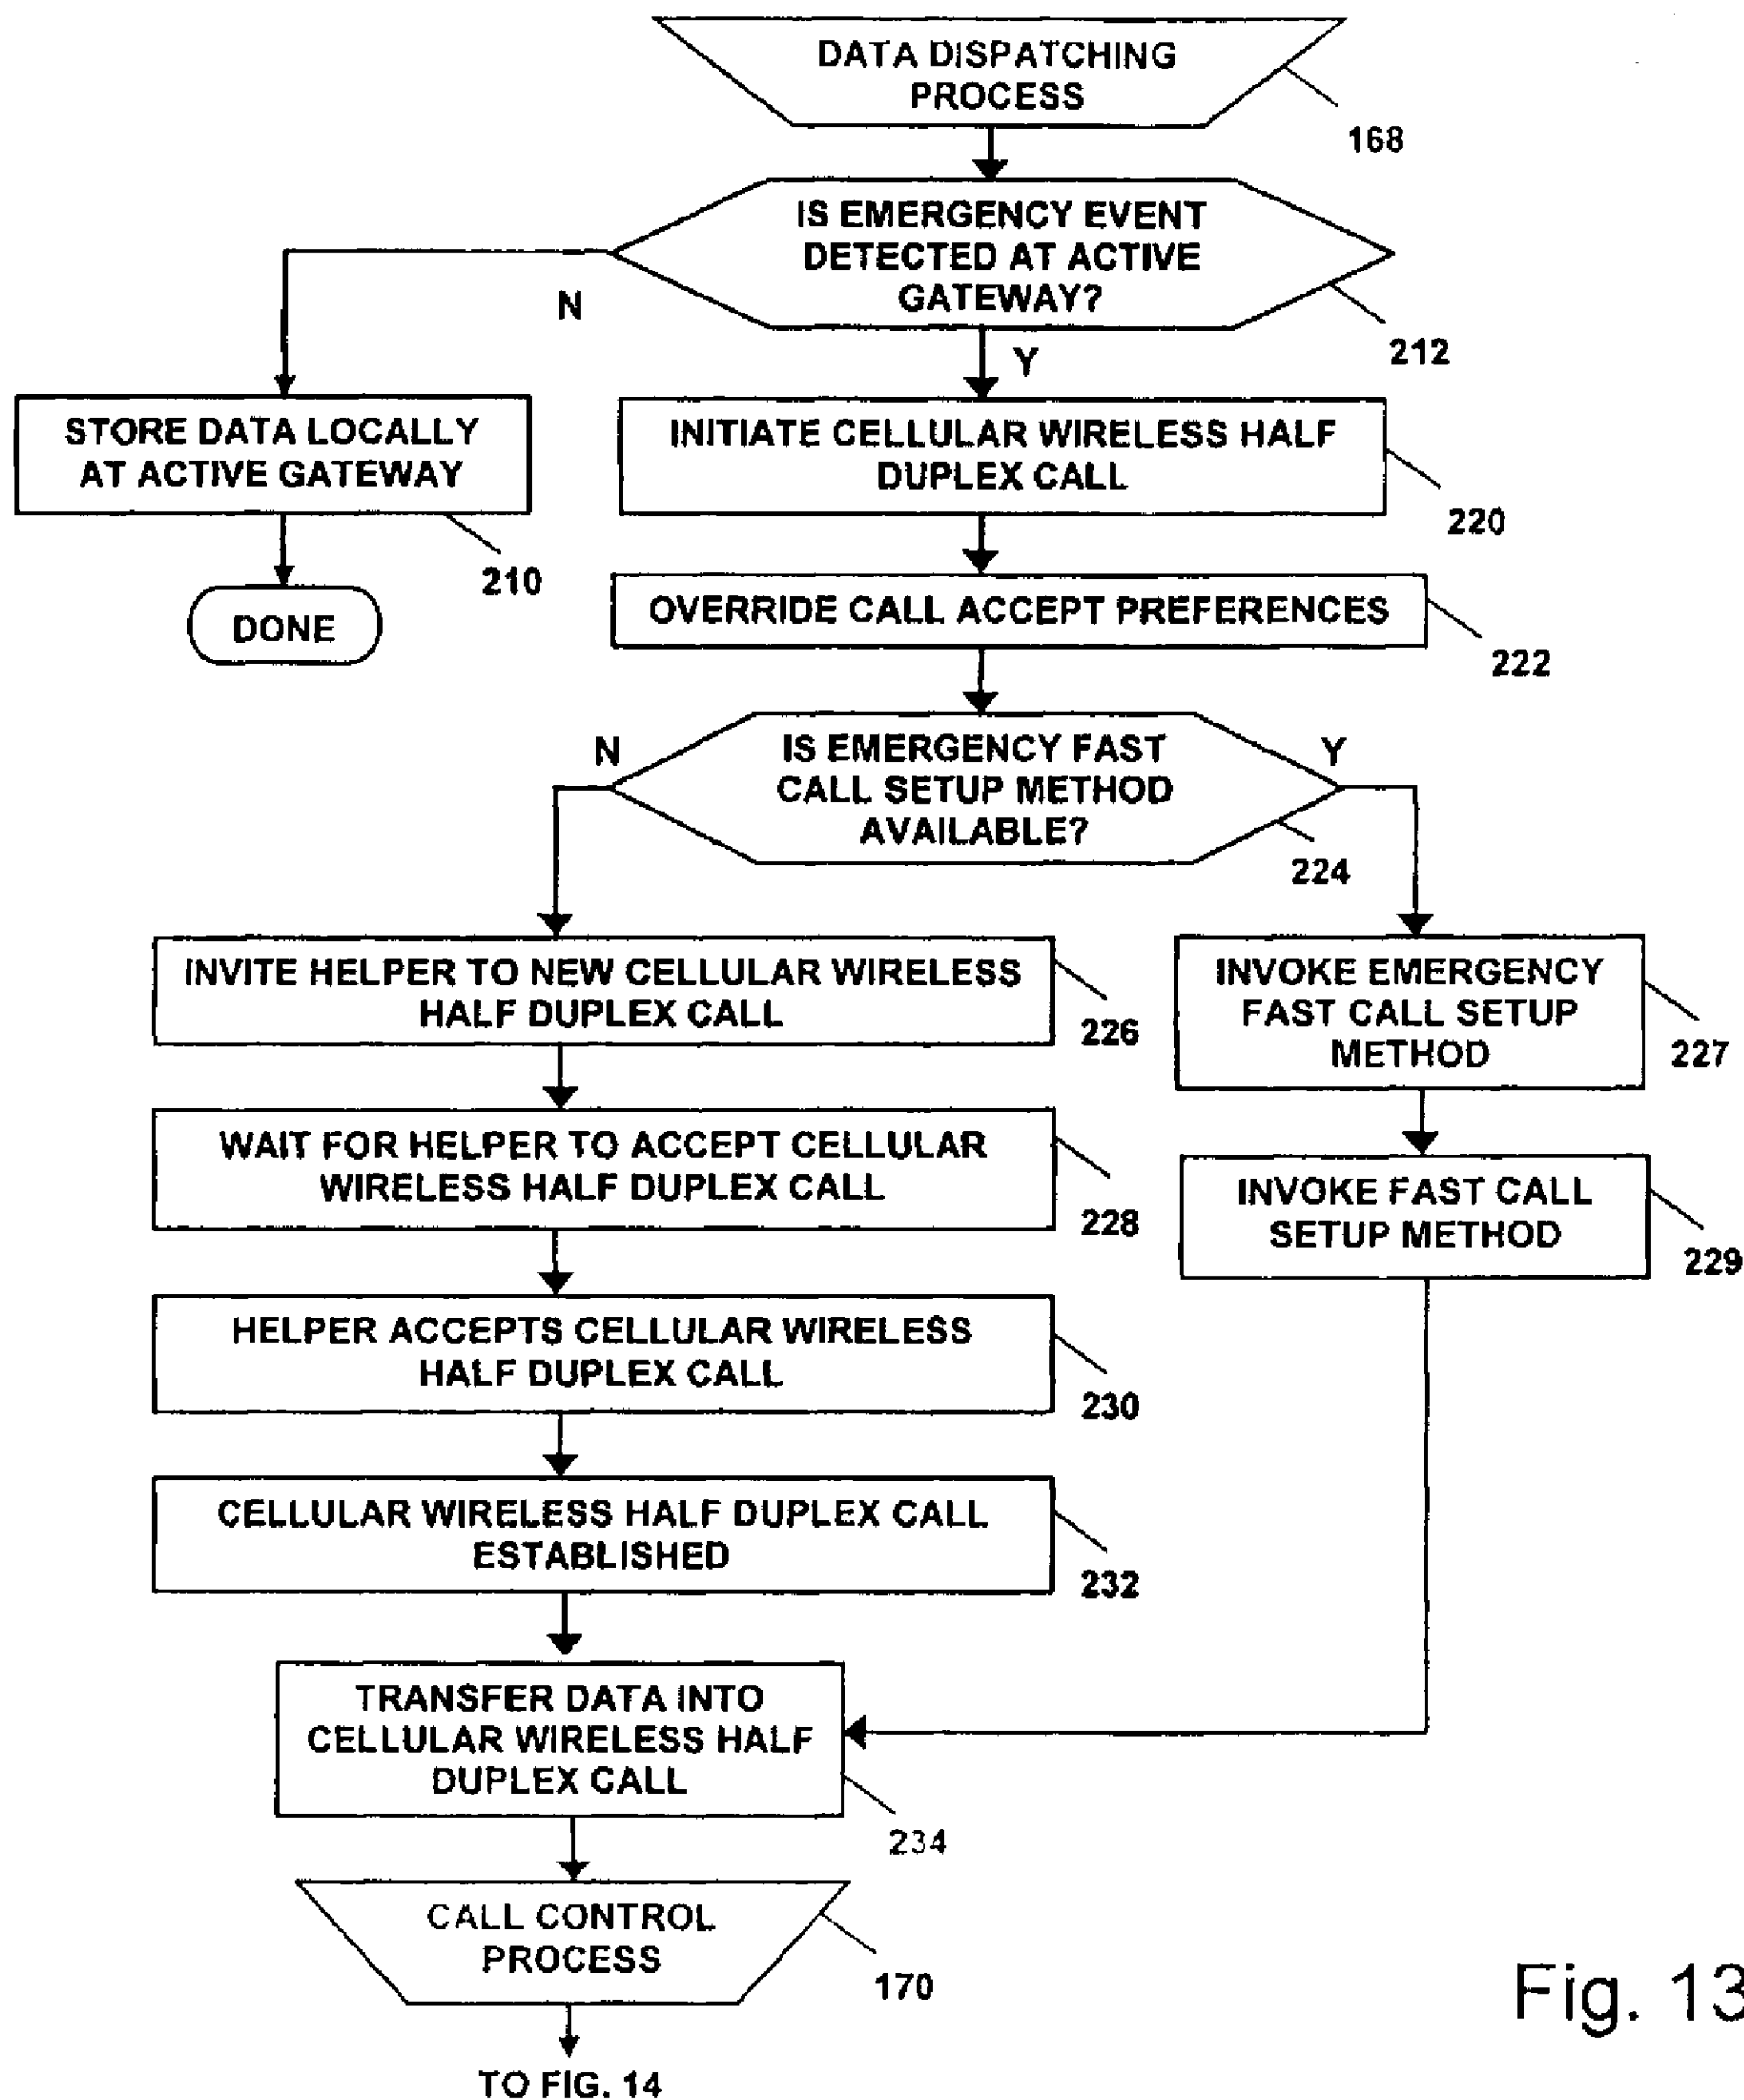 DATA DISPATCHING
PROCESS
168
IS EMERGENCY EVENT
DETECTED AT ACTIVE
GATEWAY?
N
212
Y
STORE DATA LOCALLY
AT ACTIVE GATEWAY
INITIATE CELLULAR WIRELESS HALF
DUPLEX CALL
220
210
DONE
OVERRIDE CALL ACCEPT PREFERENCES
222
N
IS EMERGENCY FAST
CALL SETUP METHOD
AVAILABLE?
Y
224
INVITE HELPER TO NEW CELLULAR WIRELESS
HALF DUPLEX CALL
226
INVOKE EMERGENCY
FAST CALL SETUP
METHOD
227
WAIT FOR HELPER TO ACCEPT CELLULAR
WIRELESS HALF DUPLEX CALL
228
INVOKE FAST CALL
SETUP METHOD
229
HELPER ACCEPTS CELLULAR WIRELESS
HALF DUPLEX CALL
230
CELLULAR WIRELESS HALF DUPLEX CALL
ESTABLISHED
232
TRANSFER DATA INTO
CELLULAR WIRELESS HALF
DUPLEX CALL
234
CALL CONTROL
PROCESS
170
Fig. 13
TO FIG. 14